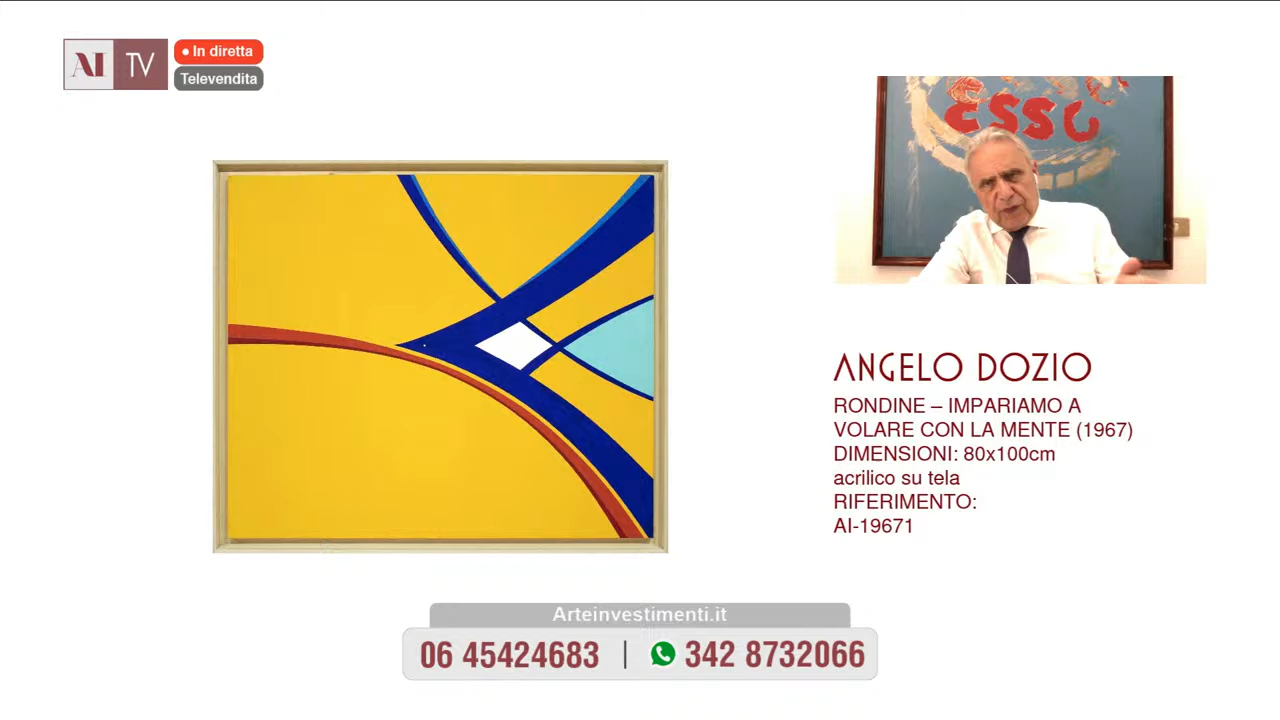 AI TV
In diretta
Televendita
ESSO
ANGELO DOZIO
RONDINE – IMPARIAMO A
VOLARE CON LA MENTE (1967)
DIMENSIONI: 80x100cm
acrilico su tela
RIFERIMENTO:
AI-19671
Arteinvestimenti.it
06 45424683 | 342 8732066